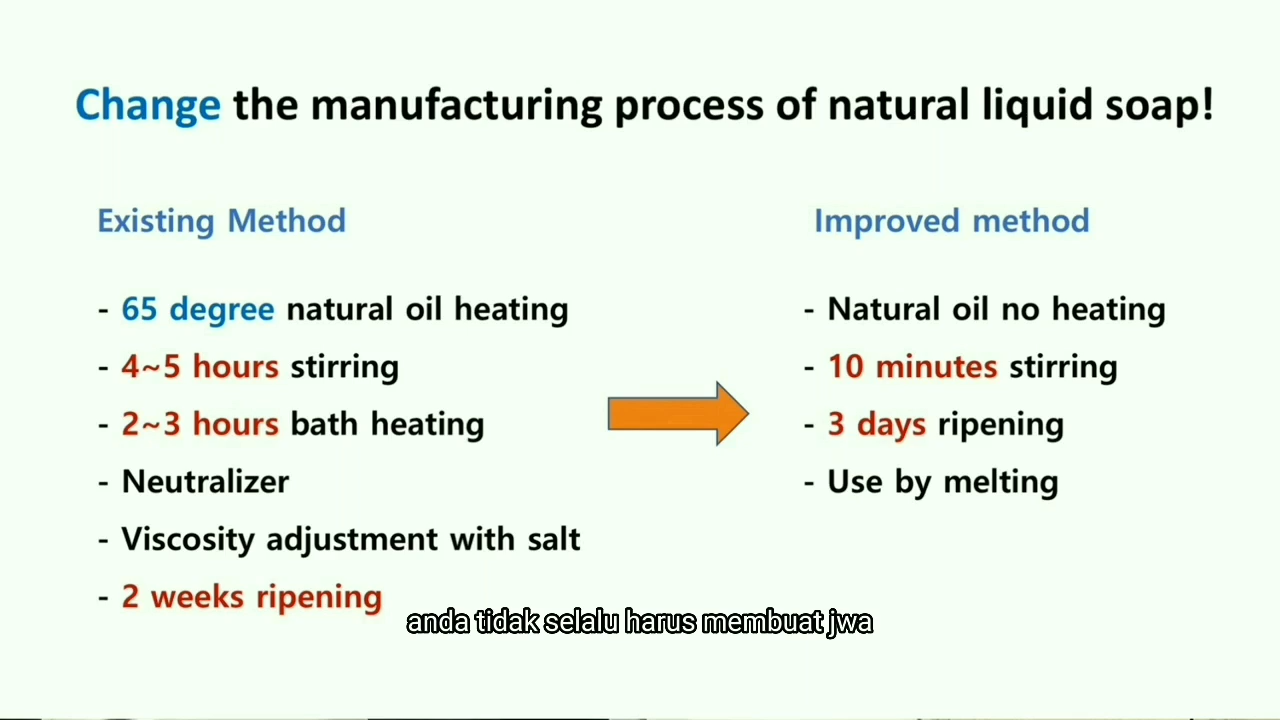 Change the manufacturing process of natural liquid soap!
Existing Method
- 65 degree natural oil heating
- 4~5 hours stirring
- 2~3 hours bath heating
- Neutralizer
- Viscosity adjustment with salt
- 2 weeks ripening
Improved method
- Natural oil no heating
- 10 minutes stirring
- 3 days ripening
- Use by melting
anda tidak selalu harus membuat jwa